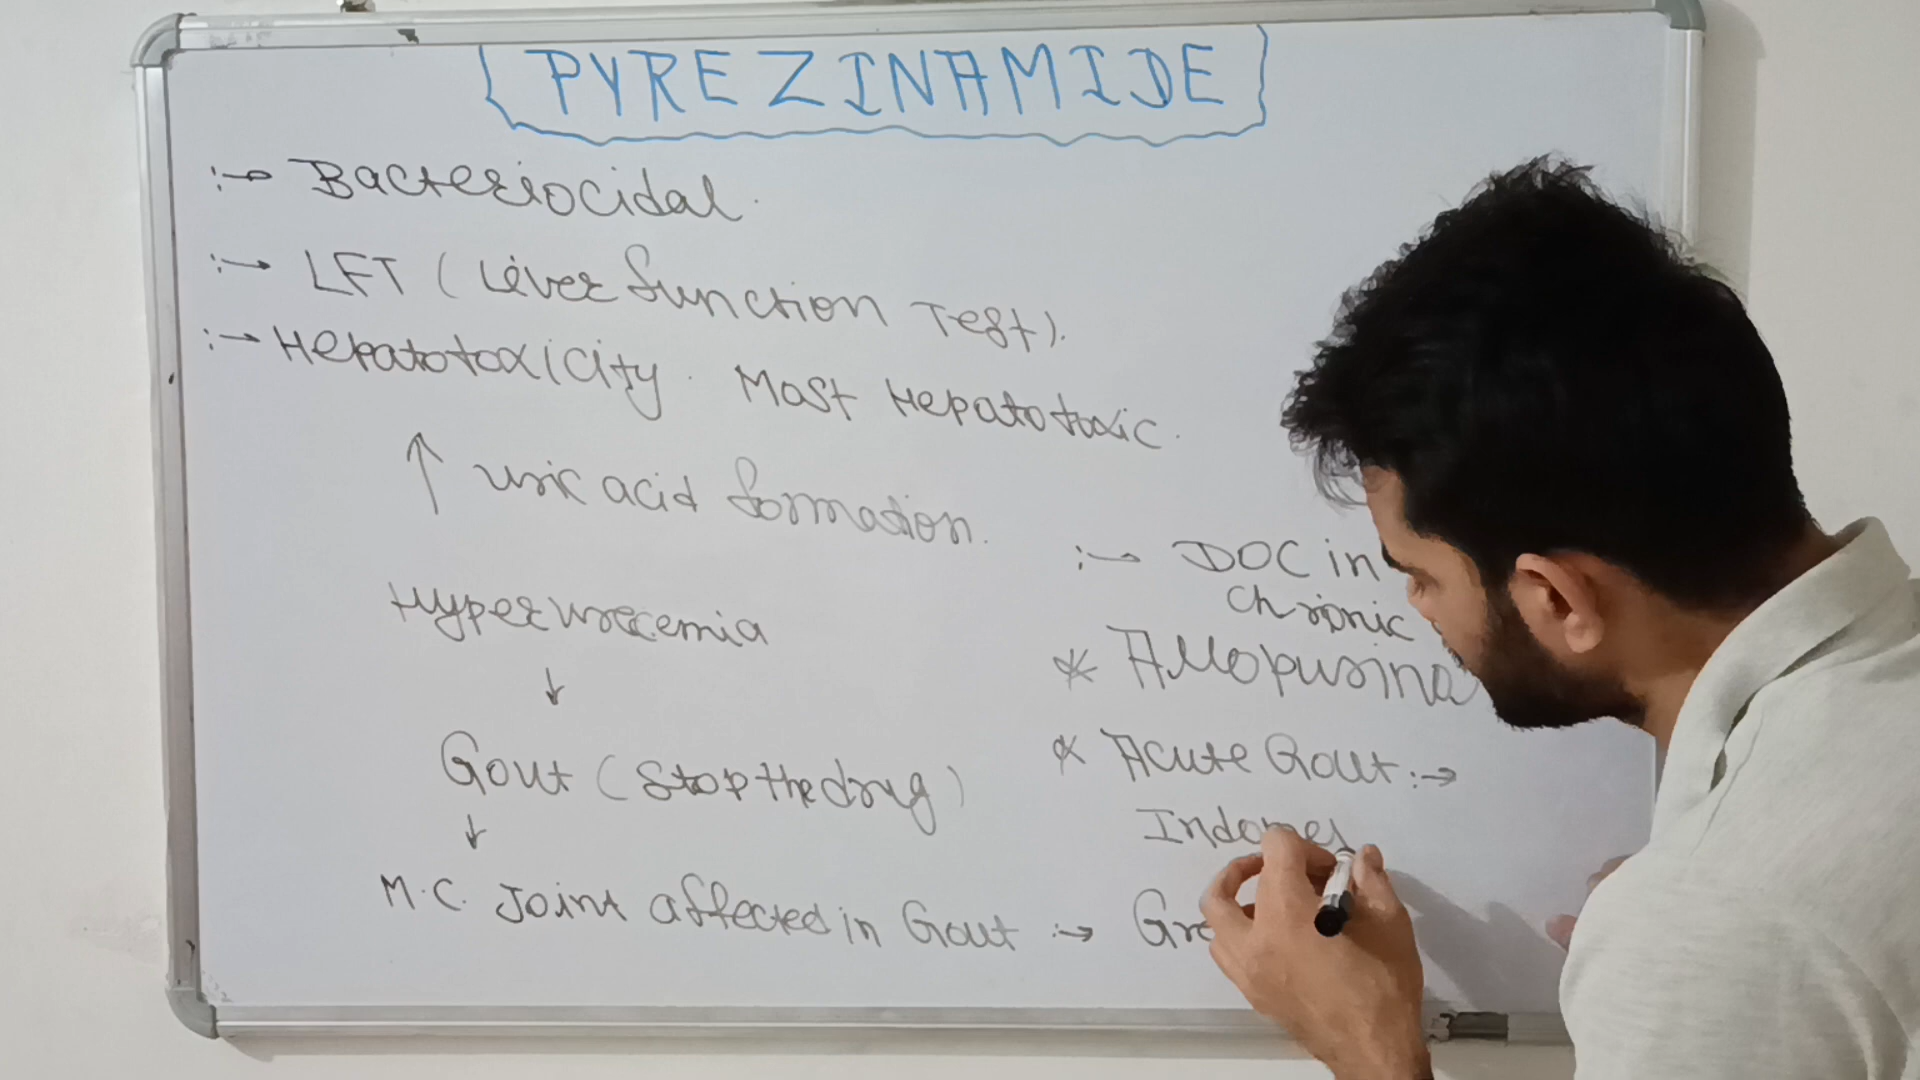 PYREZINAMIDE
:→ Bacteriocidal.
:→ LFT (Liver function Test).
:→ Hepatotoxicity. Most Hepatotoxic.
↑ uric acid formation.
Hyperuricemia
↓
Gout (Stop the drug)
↓
M.C. Joint affected in Gout :→
:→ DOC in
Chronic
* Allopurina
* Acute Gout :→